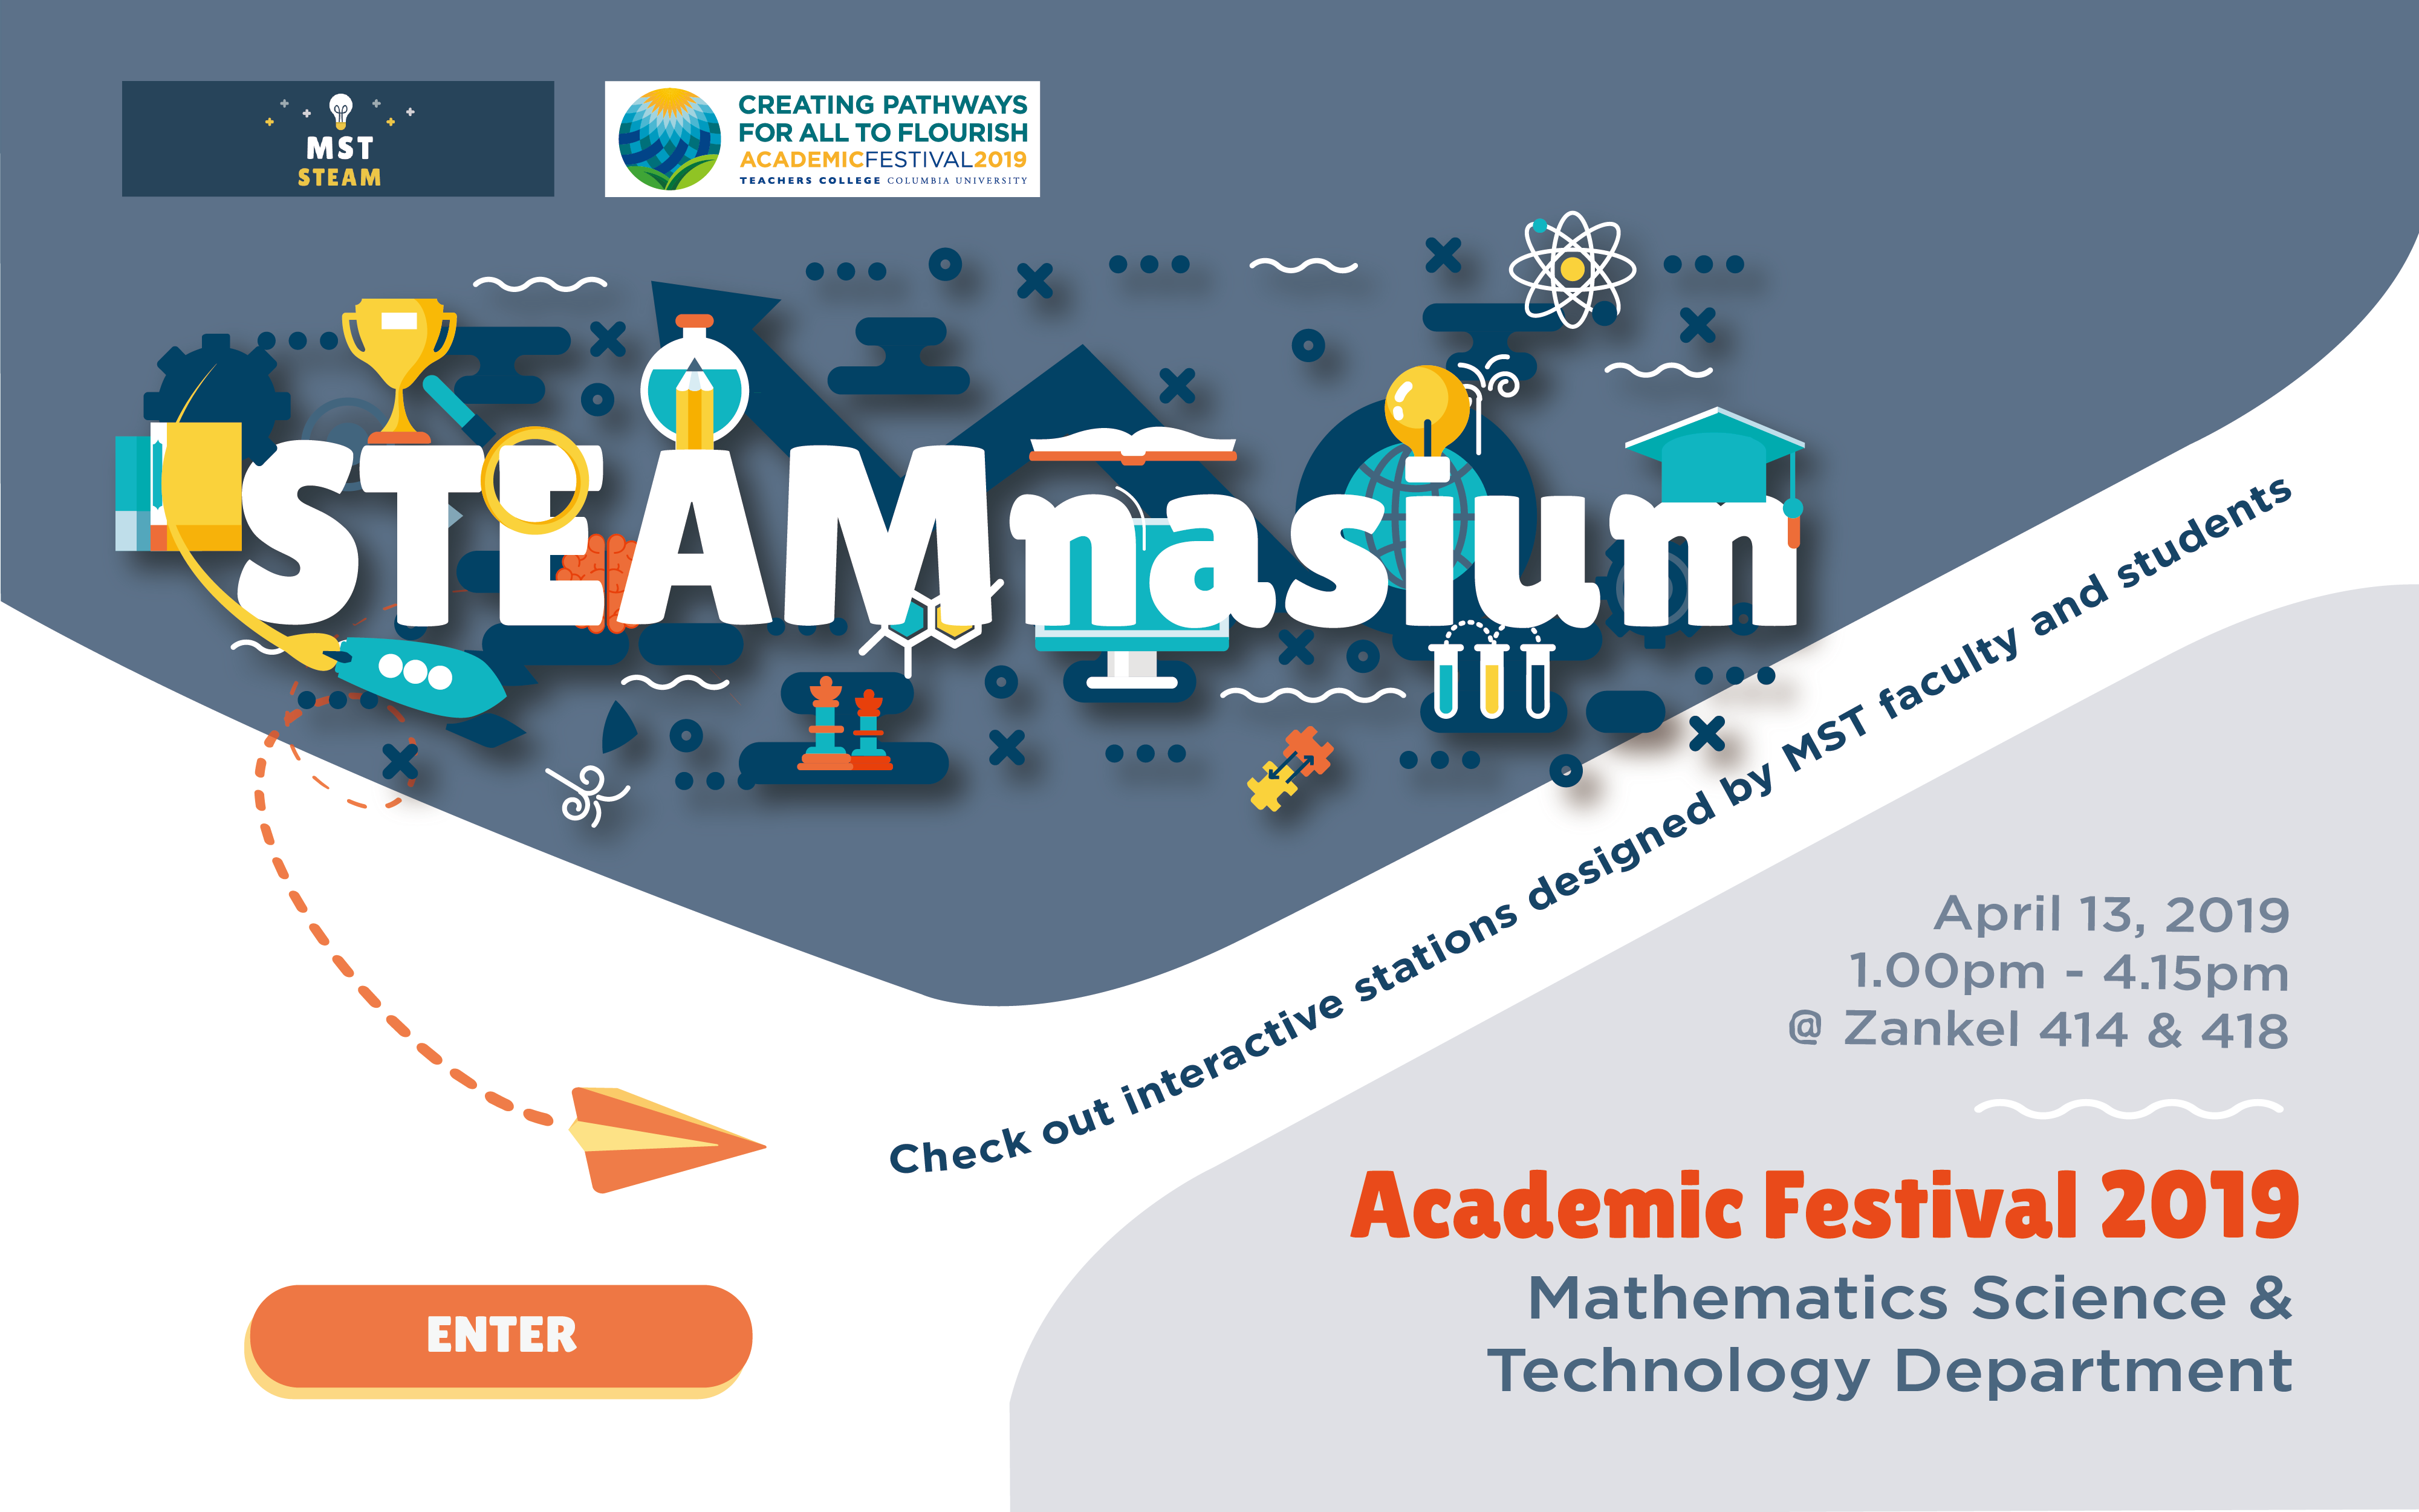 MST
STEAM
CREATING PATHWAYS
FOR ALL TO FLOURISH
ACADEMICFESTIVAL2019
TEACHERS COLLEGE COLUMBIA UNIVERSITY
STEAMnasium
Check out interactive stations designed by MST faculty and students
April 13, 2019
1.00pm - 4.15pm
@ Zankel 414 & 418
Academic Festival 2019
Mathematics Science &
Technology Department
ENTER